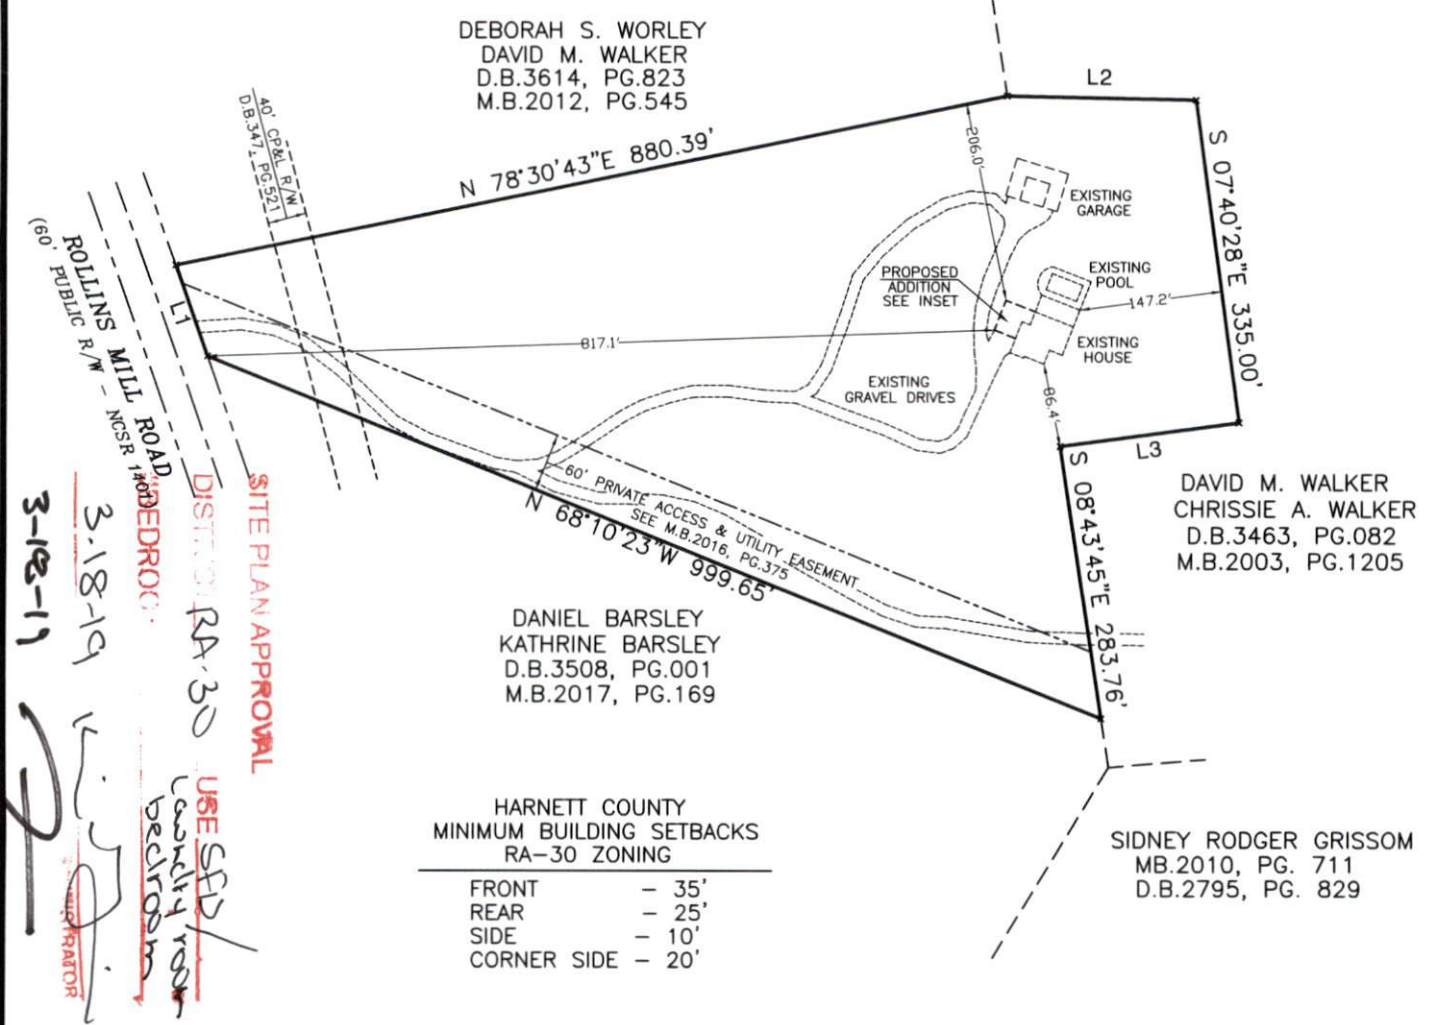 DEBORAH S. WORLEY
DAVID M. WALKER
D.B.3614, PG.823
M.B.2012, PG.545
L2
40' CP&L R/W
D.B.347, PG.521
N 78°30'43"E 880.39'
206.0'
EXISTING
GARAGE
S 07°40'28"E 335.00'
PROPOSED
ADDITION
SEE INSET
EXISTING
POOL
147.2'
EXISTING
HOUSE
L1
817.1'
ROLLINS MILL ROAD
(60' PUBLIC R/W - NCSR 1401)
EXISTING
GRAVEL DRIVES
86.4'
L3
60' PRIVATE ACCESS & UTILITY EASEMENT
SEE M.B.2016, PG.375
N 68°10'23"W 999.65'
S 08°43'45"E 283.76'
DAVID M. WALKER
CHRISSIE A. WALKER
D.B.3463, PG.082
M.B.2003, PG.1205
DANIEL BARSLEY
KATHRINE BARSLEY
D.B.3508, PG.001
M.B.2017, PG.169
SITE PLAN APPROVAL
RA-30 USE SFD/
laundry room
bedroom
3-18-19
3-18-19
HARNETT COUNTY
MINIMUM BUILDING SETBACKS
RA-30 ZONING
FRONT - 35'
REAR - 25'
SIDE - 10'
CORNER SIDE - 20'
SIDNEY RODGER GRISSOM
MB.2010, PG. 711
D.B.2795, PG. 829